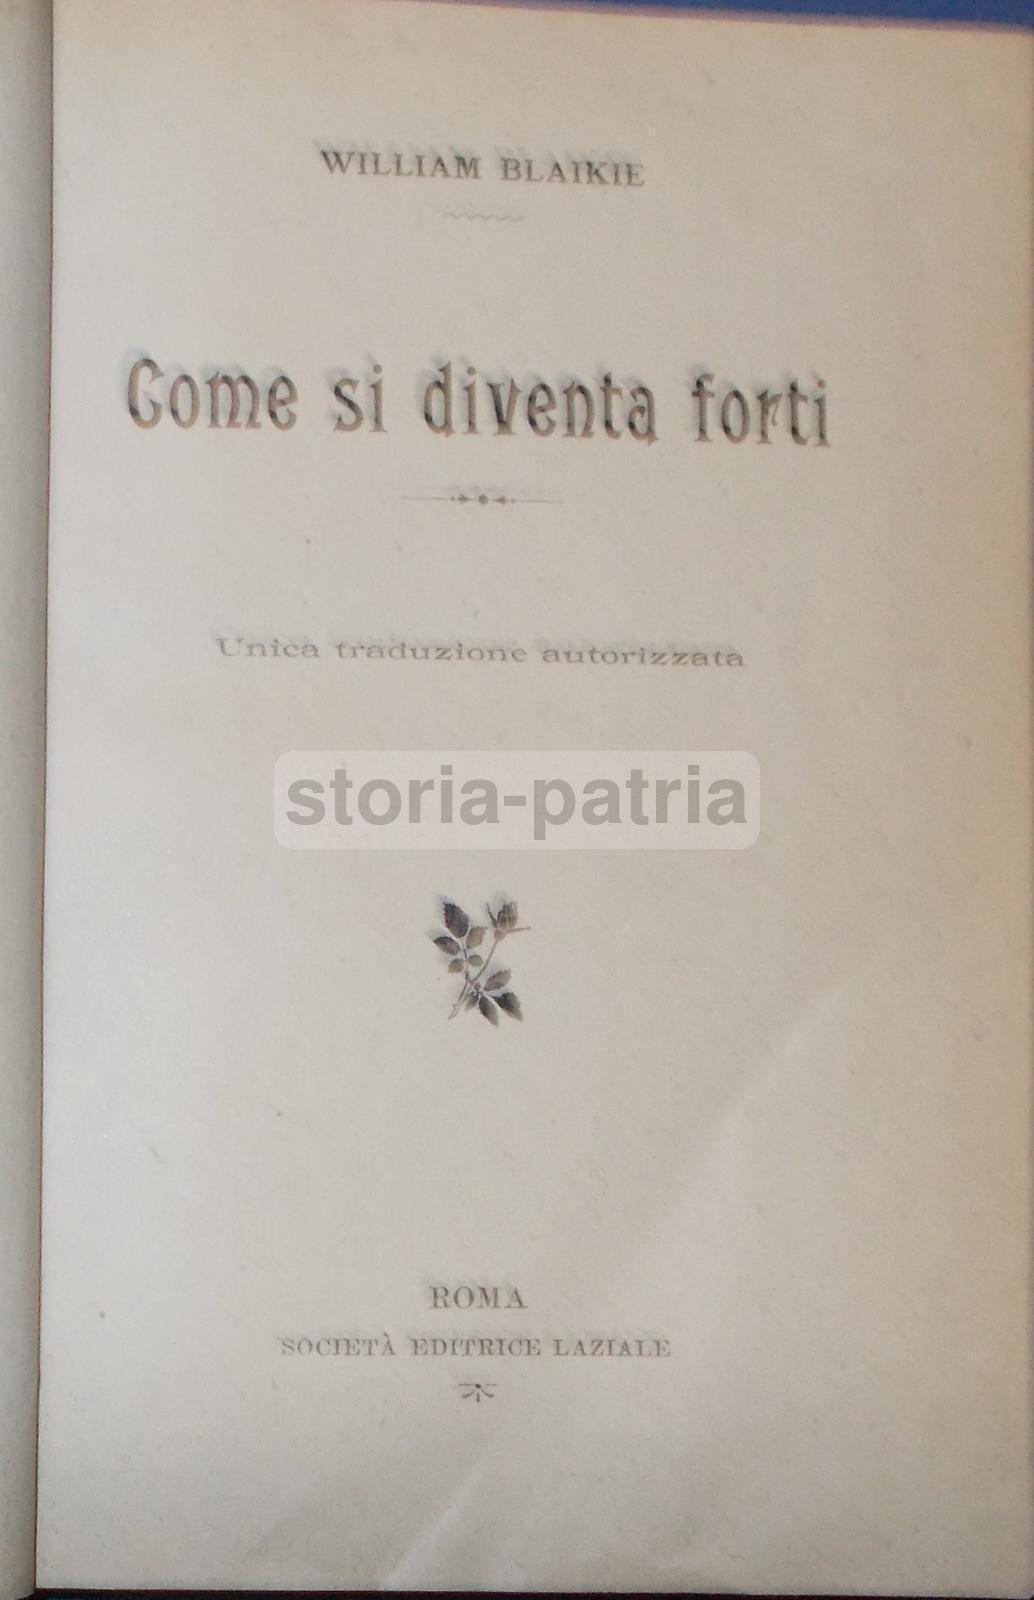 WILLIAM BLAIKIE
Come si diventa forti
Unica traduzione autorizzata
storia-patria
ROMA
SOCIETÀ EDITRICE LAZIALE